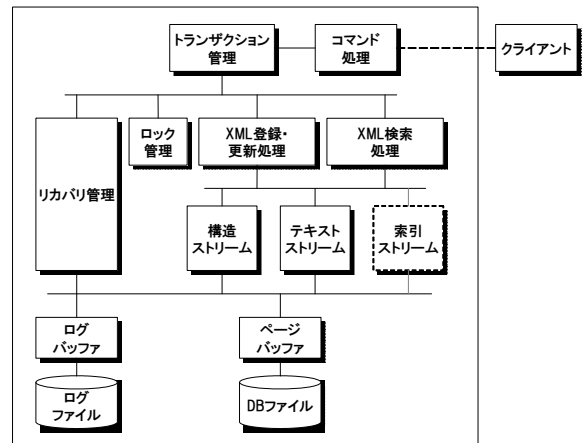 トランザクション
管理
コマンド
処理
クライアント
リカバリ管理
ロック
管理
XML登録・
更新処理
XML検索
処理
構造
ストリーム
テキスト
ストリーム
索引
ストリーム
ログ
バッファ
ページ
バッファ
ログ
ファイル
DBファイル